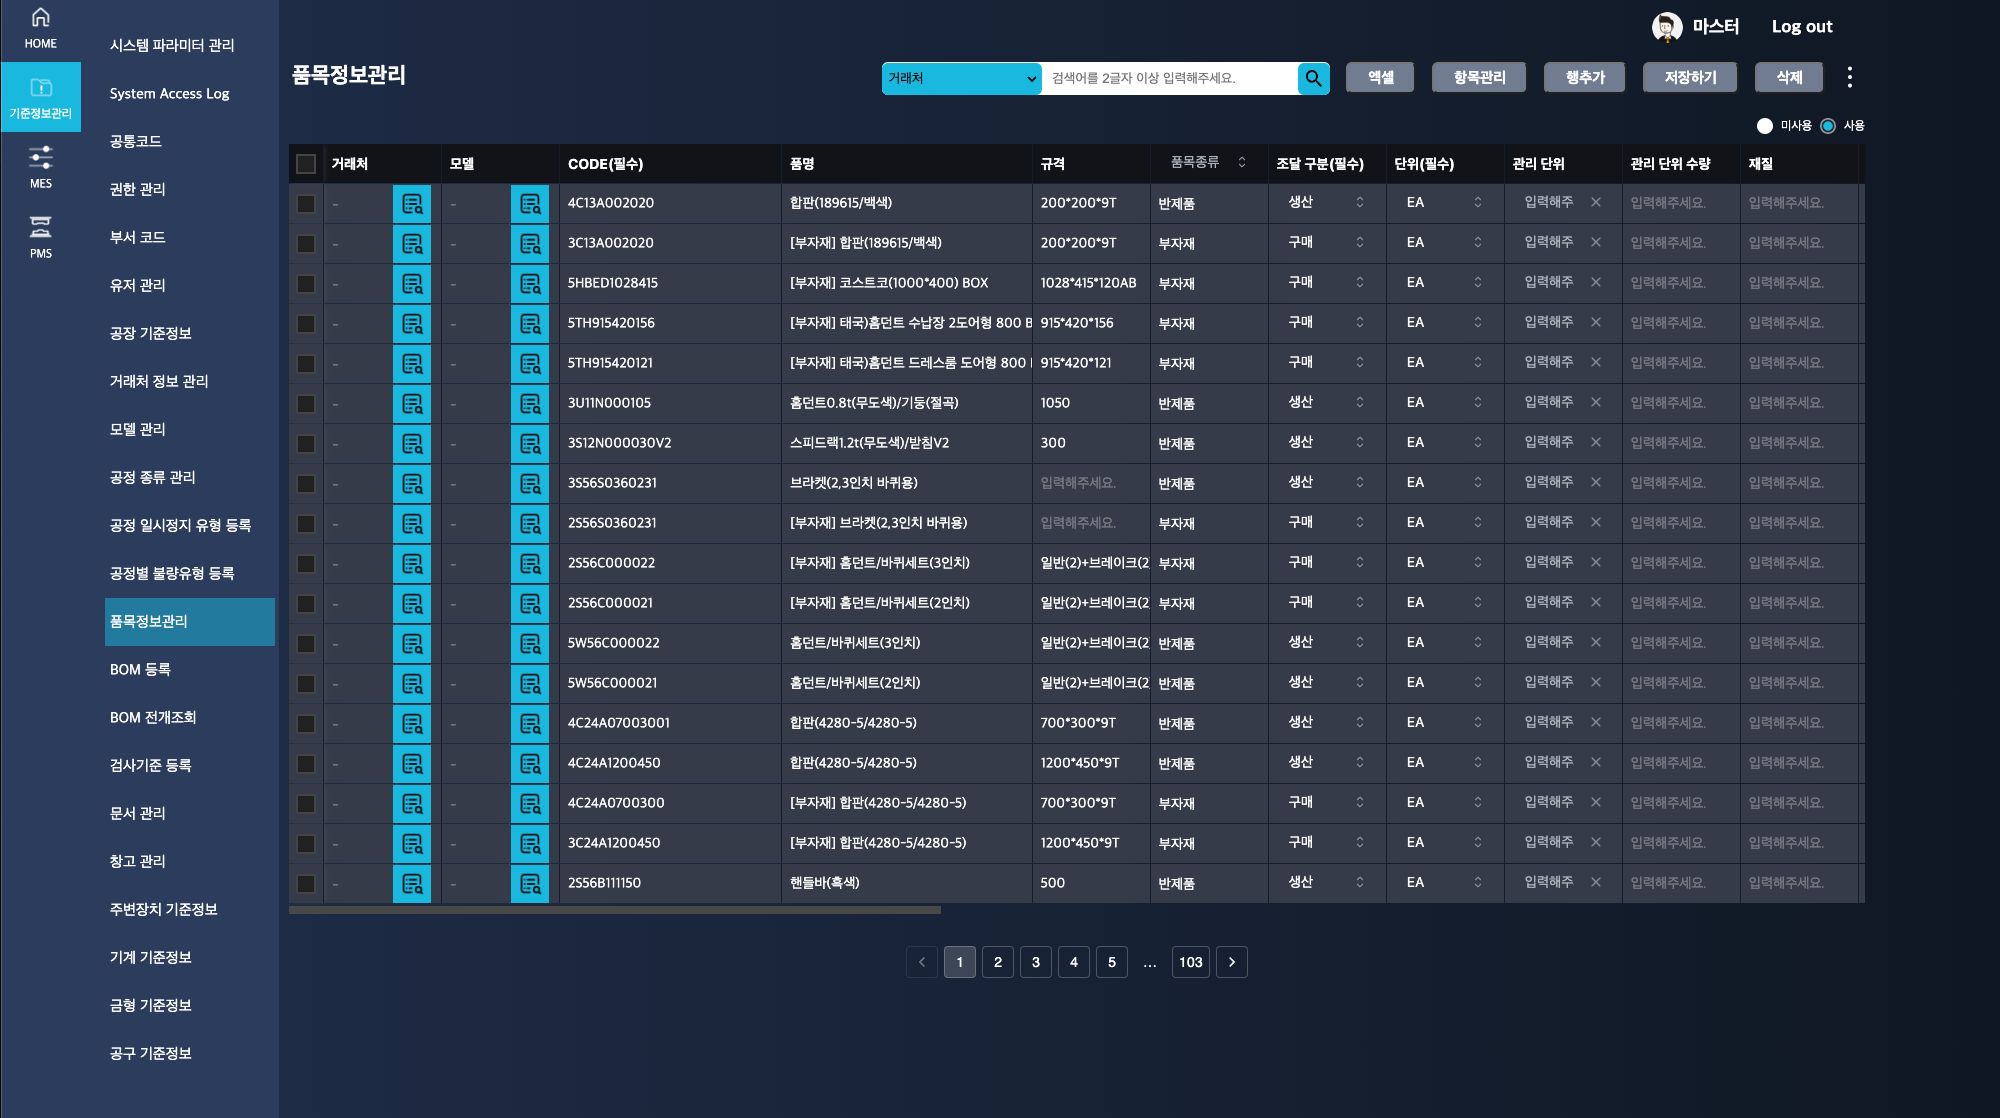 HOME
기준정보관리
MES
PMS
시스템 파라미터 관리
System Access Log
공통코드
권한 관리
부서 코드
유저 관리
공장 기준정보
거래처 정보 관리
모델 관리
공정 종류 관리
공정 일시정지 유형 등록
공정별 불량유형 등록
품목정보관리
BOM 등록
BOM 전개조회
검사기준 등록
문서 관리
창고 관리
주변장치 기준정보
기계 기준정보
금형 기준정보
공구 기준정보
마스터 Log out
품목정보관리
거래처 검색어를 2글자 이상 입력해주세요. 엑셀 항목관리 행추가 저장하기 삭제
미사용 사용
거래처 모델 CODE(필수) 품명 규격 품목종류 조달 구분(필수) 단위(필수) 관리 단위 관리 단위 수량 재질
- - 4C13A002020 합판(189615/백색) 200*200*9T 반제품 생산 EA 입력해주 입력해주세요. 입력해주세요.
- - 3C13A002020 [부자재] 합판(189615/백색) 200*200*9T 부자재 구매 EA 입력해주 입력해주세요. 입력해주세요.
- - 5HBED1028415 [부자재] 코스트코(1000*400) BOX 1028*415*120AB 부자재 구매 EA 입력해주 입력해주세요. 입력해주세요.
- - 5TH915420156 [부자재] 태국)홈던트 수납장 2도어형 800 B 915*420*156 부자재 구매 EA 입력해주 입력해주세요. 입력해주세요.
- - 5TH915420121 [부자재] 태국)홈던트 드레스룸 도어형 800 915*420*121 부자재 구매 EA 입력해주 입력해주세요. 입력해주세요.
- - 3U11N000105 홈던트0.8t(무도색)/기둥(절곡) 1050 반제품 생산 EA 입력해주 입력해주세요. 입력해주세요.
- - 3S12N000030V2 스피드랙1.2t(무도색)/받침V2 300 반제품 생산 EA 입력해주 입력해주세요. 입력해주세요.
- - 3S56S0360231 브라켓(2,3인치 바퀴용) 입력해주세요. 반제품 생산 EA 입력해주 입력해주세요. 입력해주세요.
- - 2S56S0360231 [부자재] 브라켓(2,3인치 바퀴용) 입력해주세요. 부자재 구매 EA 입력해주 입력해주세요. 입력해주세요.
- - 2S56C000022 [부자재] 홈던트/바퀴세트(3인치) 일반(2)+브레이크(2) 부자재 구매 EA 입력해주 입력해주세요. 입력해주세요.
- - 2S56C000021 [부자재] 홈던트/바퀴세트(2인치) 일반(2)+브레이크(2) 부자재 구매 EA 입력해주 입력해주세요. 입력해주세요.
- - 5W56C000022 홈던트/바퀴세트(3인치) 일반(2)+브레이크(2) 반제품 생산 EA 입력해주 입력해주세요. 입력해주세요.
- - 5W56C000021 홈던트/바퀴세트(2인치) 일반(2)+브레이크(2) 반제품 생산 EA 입력해주 입력해주세요. 입력해주세요.
- - 4C24A07003001 합판(4280-5/4280-5) 700*300*9T 반제품 생산 EA 입력해주 입력해주세요. 입력해주세요.
- - 4C24A1200450 합판(4280-5/4280-5) 1200*450*9T 반제품 생산 EA 입력해주 입력해주세요. 입력해주세요.
- - 4C24A0700300 [부자재] 합판(4280-5/4280-5) 700*300*9T 부자재 구매 EA 입력해주 입력해주세요. 입력해주세요.
- - 3C24A1200450 [부자재] 합판(4280-5/4280-5) 1200*450*9T 부자재 구매 EA 입력해주 입력해주세요. 입력해주세요.
- - 2S56B111150 핸들바(흑색) 500 반제품 생산 EA 입력해주 입력해주세요. 입력해주세요.
1 2 3 4 5 ... 103